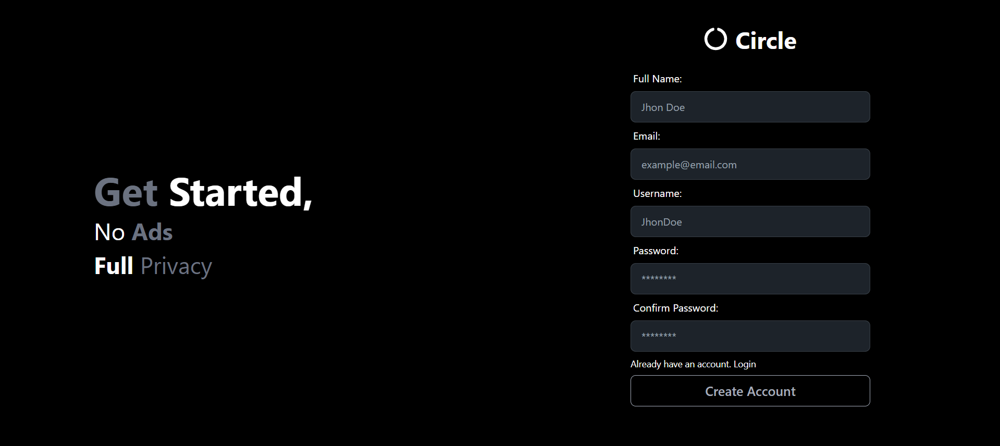 Get Started,
No Ads
Full Privacy
Circle
Full Name:
Jhon Doe
Email:
example@email.com
Username:
JhonDoe
Password:
********
Confirm Password:
********
Already have an account. Login
Create Account